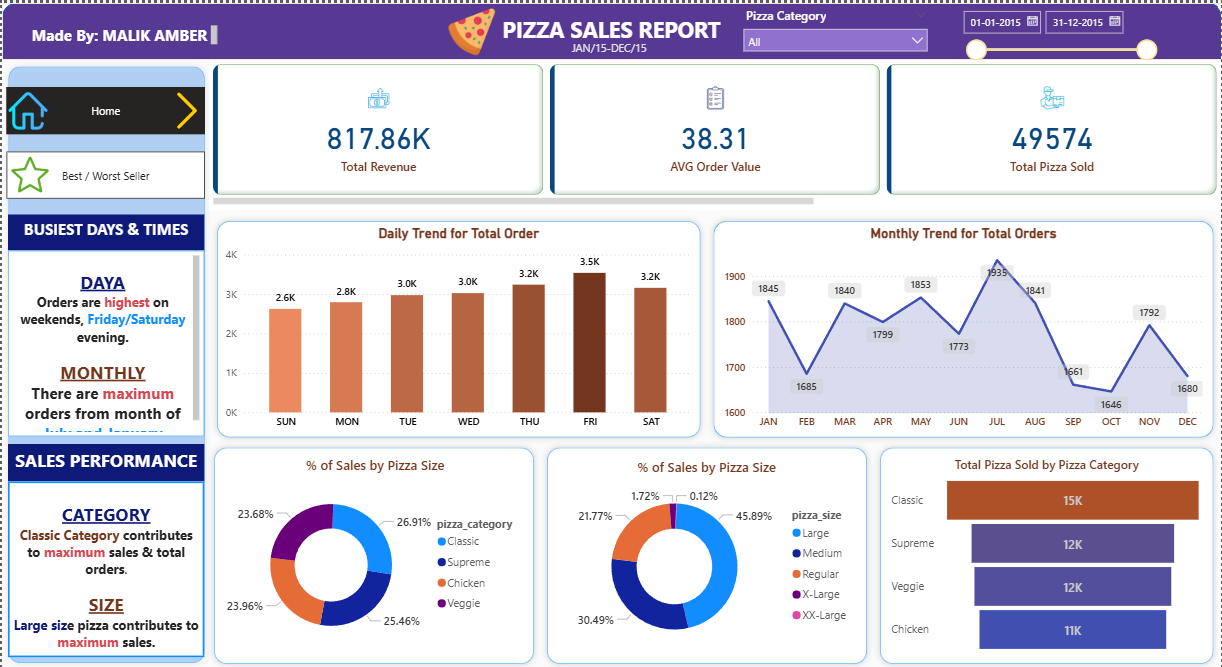 Made By: MALIK AMBER
PIZZA SALES REPORT
JAN/15-DEC/15
Pizza Category
All
01-01-2015
31-12-2015
Home
Best / Worst Seller
BUSIEST DAYS & TIMES
DAYA
Orders are highest on
weekends, Friday/Saturday
evening.
MONTHLY
There are maximum
orders from month of
July and January
SALES PERFORMANCE
CATEGORY
Classic Category contributes
to maximum sales & total
orders.
SIZE
Large size pizza contributes to
maximum sales.
817.86K
Total Revenue
38.31
AVG Order Value
49574
Total Pizza Sold
Daily Trend for Total Order
4K
3K
2K
1K
0K
2.6K
2.8K
3.0K
3.0K
3.2K
3.5K
3.2K
SUN
MON
TUE
WED
THU
FRI
SAT
Monthly Trend for Total Orders
1900
1800
1700
1600
1845
1685
1840
1799
1853
1773
1935
1841
1661
1646
1792
1680
JAN
FEB
MAR
APR
MAY
JUN
JUL
AUG
SEP
OCT
NOV
DEC
% of Sales by Pizza Size
23.68%
26.91%
23.96%
25.46%
pizza_category
Classic
Supreme
Chicken
Veggie
% of Sales by Pizza Size
1.72%
0.12%
21.77%
45.89%
30.49%
pizza_size
Large
Medium
Regular
X-Large
XX-Large
Total Pizza Sold by Pizza Category
Classic
15K
Supreme
12K
Veggie
12K
Chicken
11K